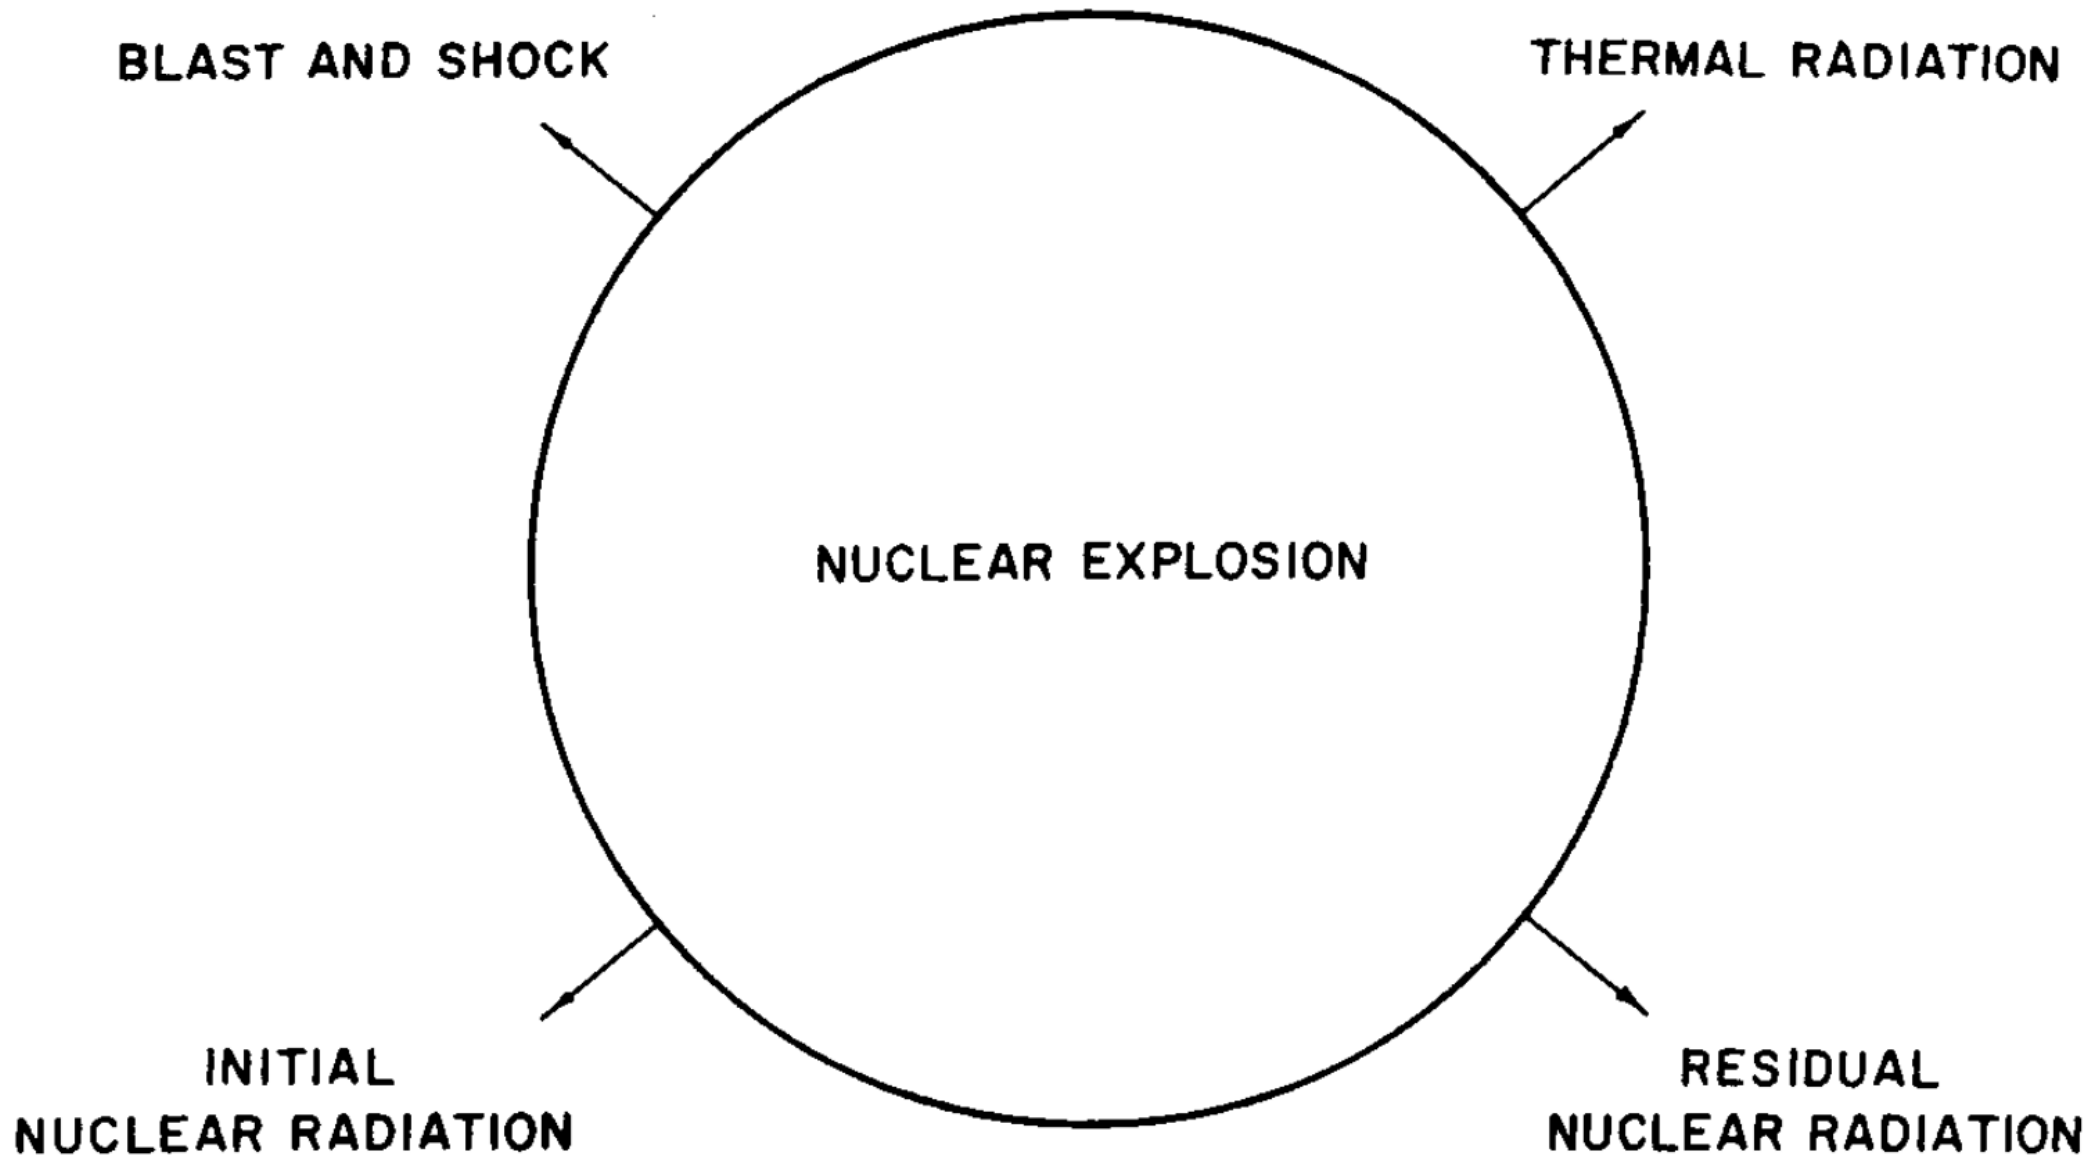 BLAST AND SHOCK
THERMAL RADIATION
NUCLEAR EXPLOSION
INITIAL
NUCLEAR RADIATION
RESIDUAL
NUCLEAR RADIATION